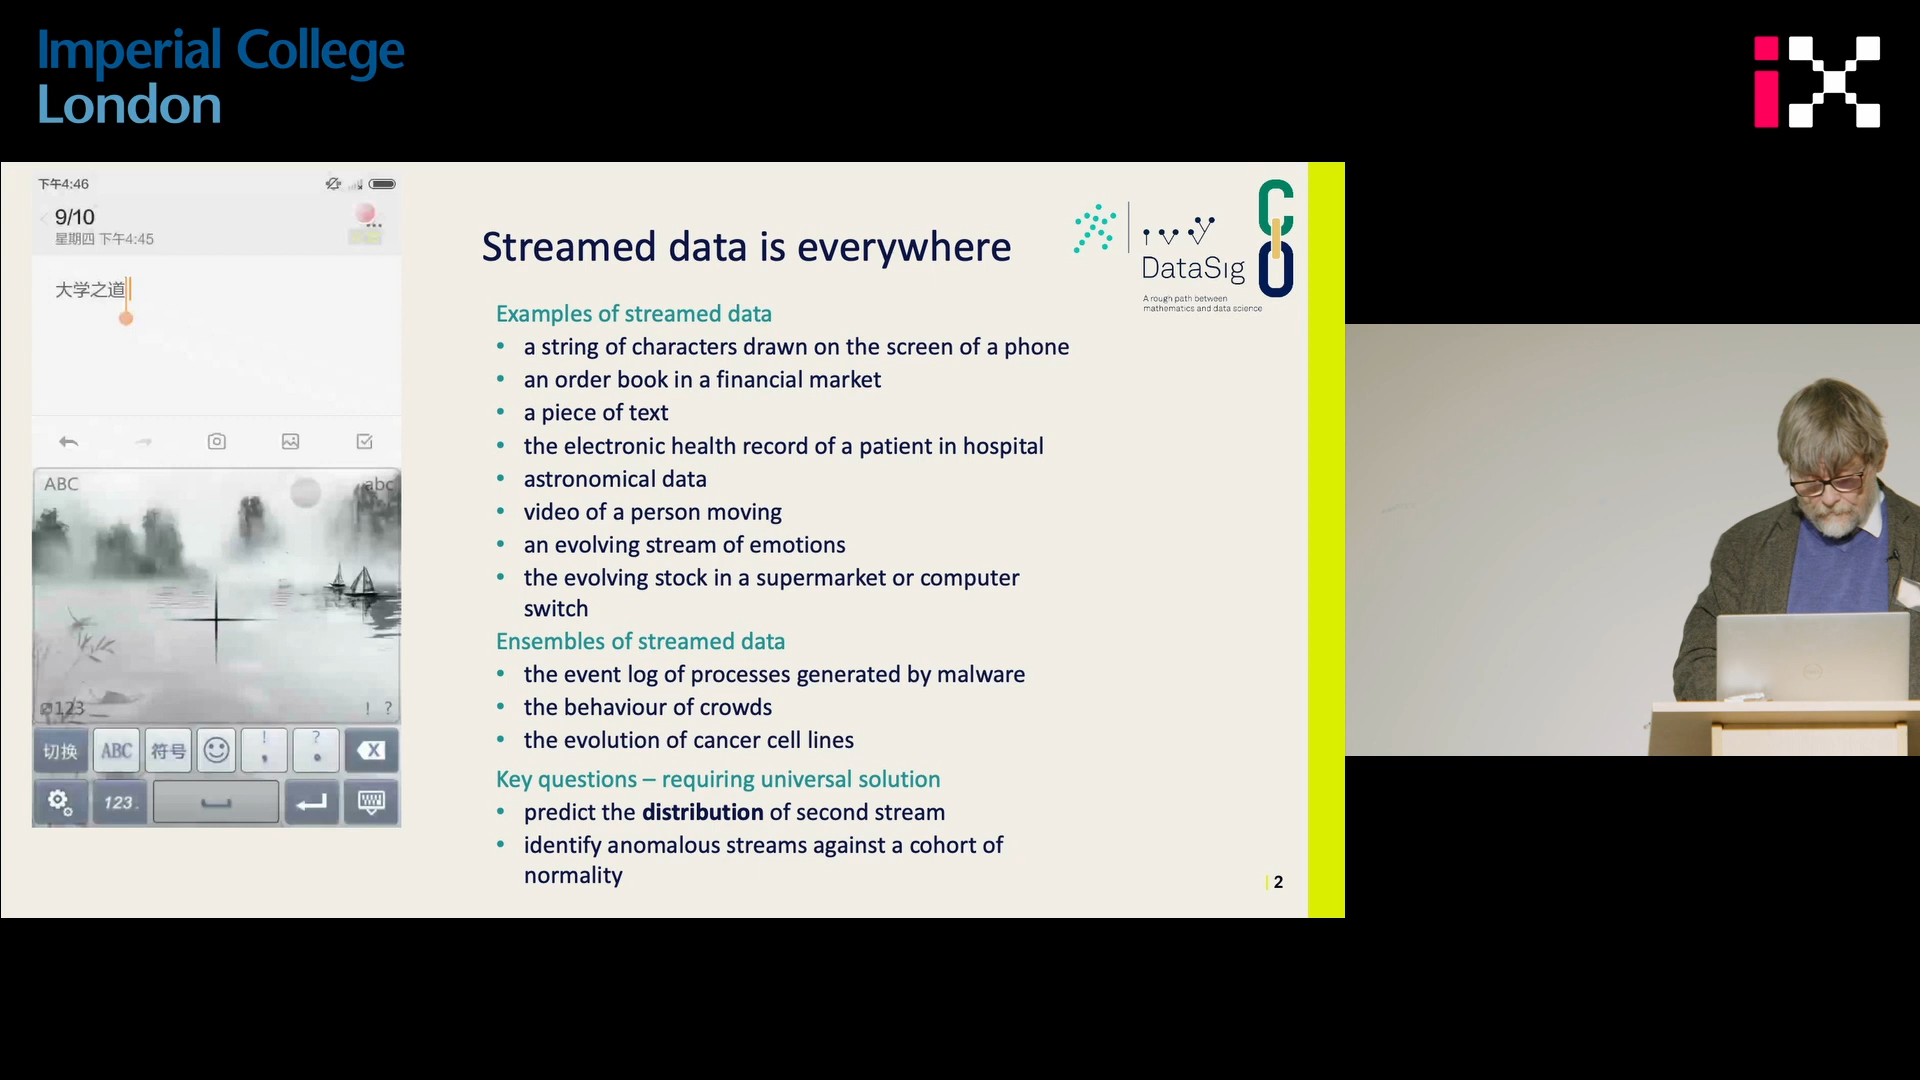 Imperial College
London
iX
下午4:46
9/10
星期四 下午4:45
大学之道
ABC
abc
123
! ?
切换
ABC
符号
!
,
?
。
X
123.
Streamed data is everywhere
DataSig
A rough path between
mathematics and data science
Examples of streamed data
• a string of characters drawn on the screen of a phone
• an order book in a financial market
• a piece of text
• the electronic health record of a patient in hospital
• astronomical data
• video of a person moving
• an evolving stream of emotions
• the evolving stock in a supermarket or computer
switch
Ensembles of streamed data
• the event log of processes generated by malware
• the behaviour of crowds
• the evolution of cancer cell lines
Key questions – requiring universal solution
• predict the distribution of second stream
• identify anomalous streams against a cohort of
normality
| 2